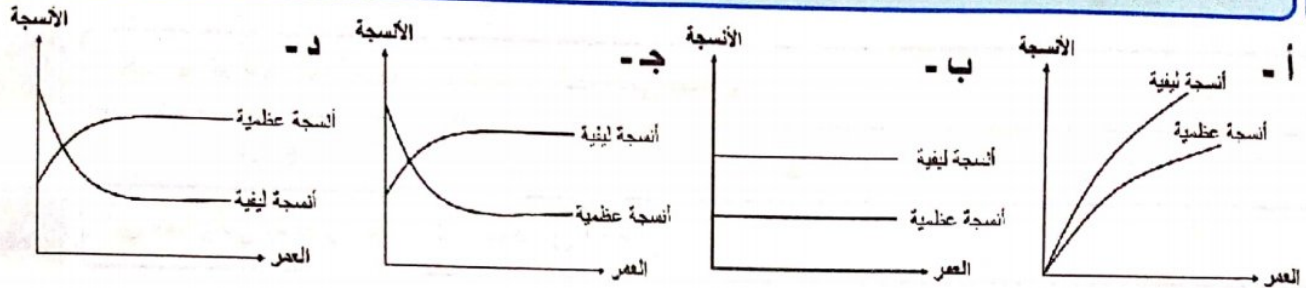 أ -
الأنسجة
أنسجة ليفية
أنسجة عظمية
العمر
ب -
الأنسجة
أنسجة ليفية
أنسجة عظمية
العمر
جـ -
الأنسجة
أنسجة ليفية
أنسجة عظمية
العمر
د -
الأنسجة
أنسجة عظمية
أنسجة ليفية
العمر